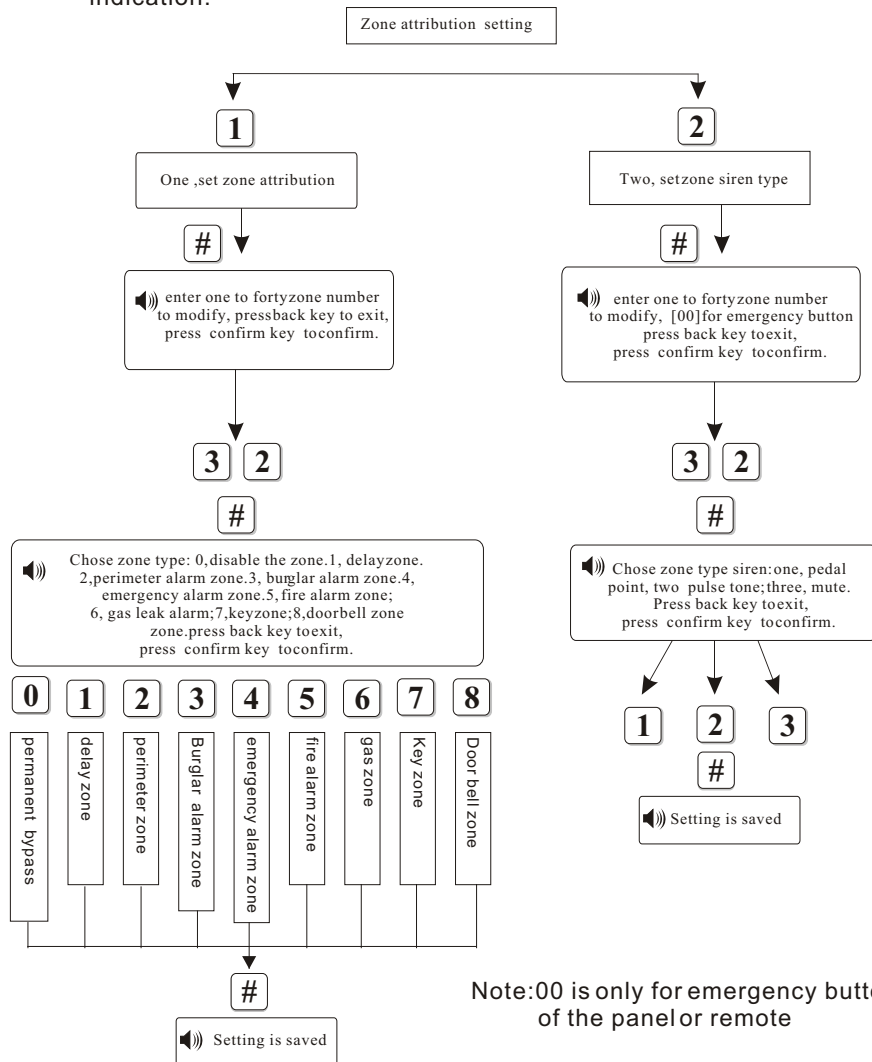 indication.
Zone attribution setting
1
2
One ,set zone attribution
Two, setzone siren type
#
#
enter one to fortyzone number
to modify, pressback key to exit,
press confirm key toconfirm.
enter one to fortyzone number
to modify, [00]for emergency button
press back key toexit,
press confirm key toconfirm.
3 2
3 2
#
#
Chose zone type: 0,disable the zone.1, delayzone.
2,perimeter alarm zone.3, burglar alarm zone.4,
emergency alarm zone.5,fire alarm zone;
6, gas leak alarm;7,keyzone;8,doorbell zone
zone.press back key toexit,
press confirm key toconfirm.
Chose zone type siren:one, pedal
point, two pulse tone;three, mute.
Press back key toexit,
press confirm key toconfirm.
0 1 2 3 4 5 6 7 8
permanent bypass
delay zone
perimeter zone
Burglar alarm zone
emergency alarm zone
fire alarm zone
gas zone
Key zone
Door bell zone
1 2 3
#
Setting is saved
#
Setting is saved
Note:00 is only for emergency butto
of the panel or remote